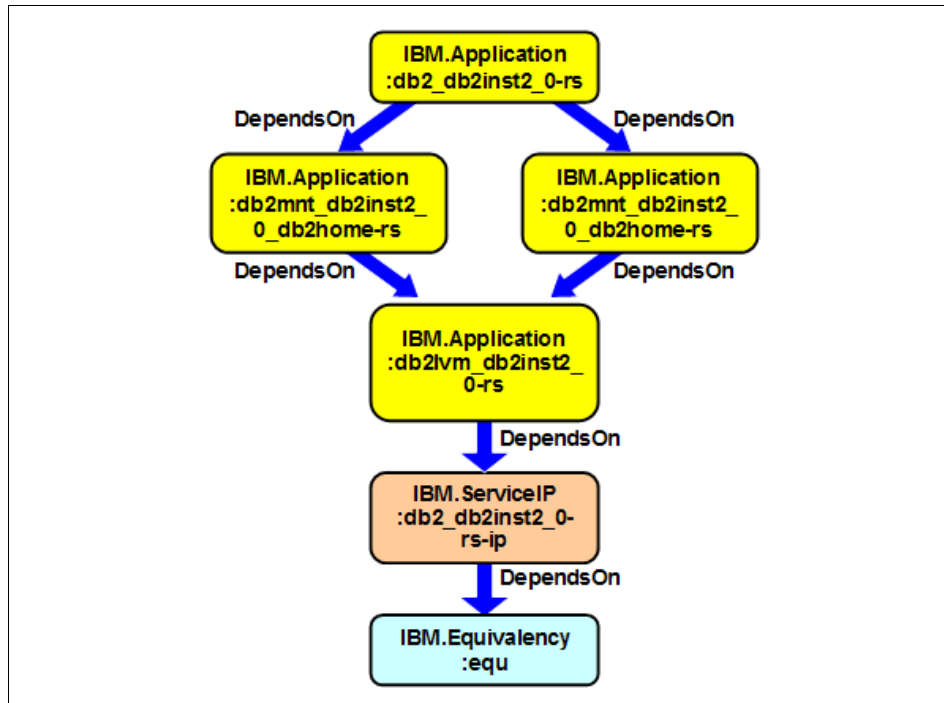 IBM.Application
:db2_db2inst2_0-rs
DependsOn
DependsOn
IBM.Application
:db2mnt_db2inst2_
0_db2home-rs
IBM.Application
:db2mnt_db2inst2_
0_db2home-rs
DependsOn
DependsOn
IBM.Application
:db2lvm_db2inst2_
0-rs
DependsOn
IBM.ServiceIP
:db2_db2inst2_0-
rs-ip
DependsOn
IBM.Equivalency
:equ